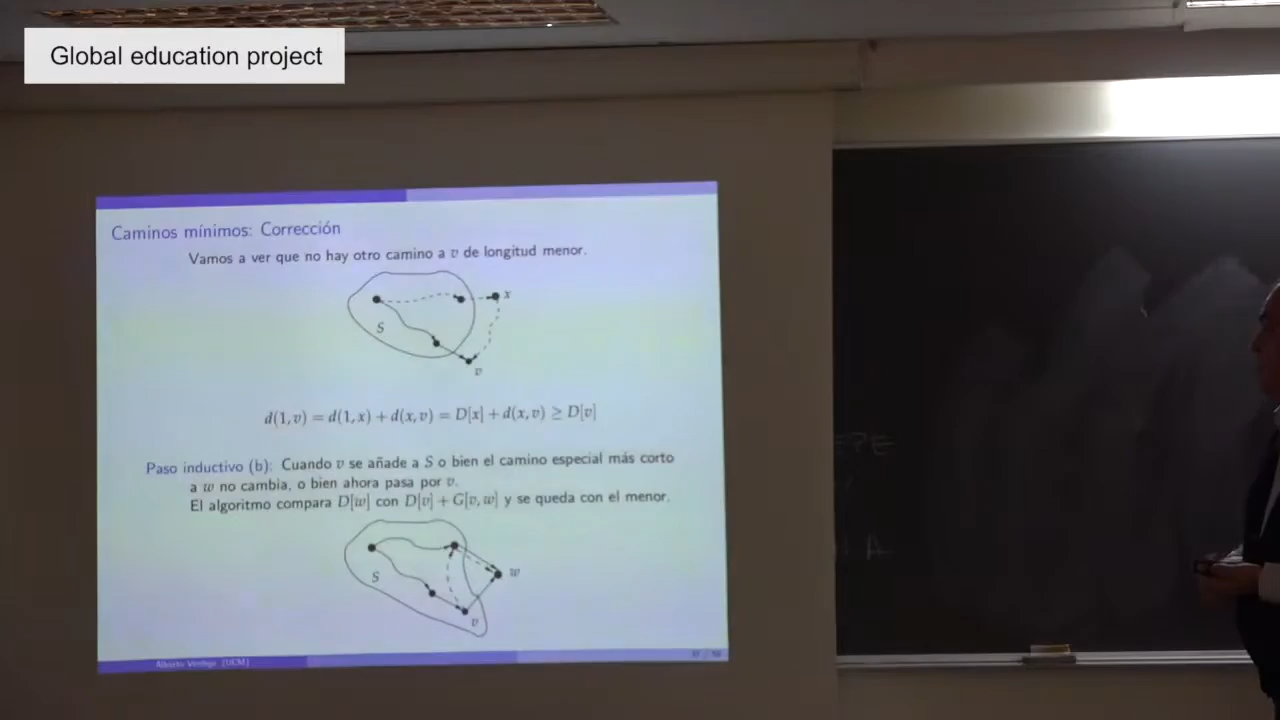 Global education project
Caminos mínimos: Corrección
Vamos a ver que no hay otro camino a v de longitud menor.
x
S
v
d(1, v) = d(1, x) + d(x, v) = D[x] + d(x, v) ≥ D[v]
Paso inductivo (b): Cuando v se añade a S o bien el camino especial más corto
a w no cambia, o bien ahora pasa por v.
El algoritmo compara D[w] con D[v] + G[v, w] y se queda con el menor.
S
w
v
(UCM)